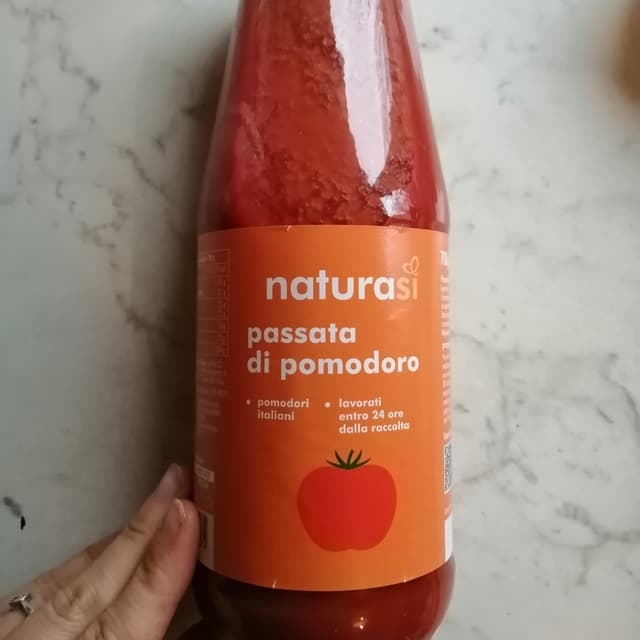 naturasì
passata
di pomodoro
• pomodori
italiani
• lavorati
entro 24 ore
dalla raccolta